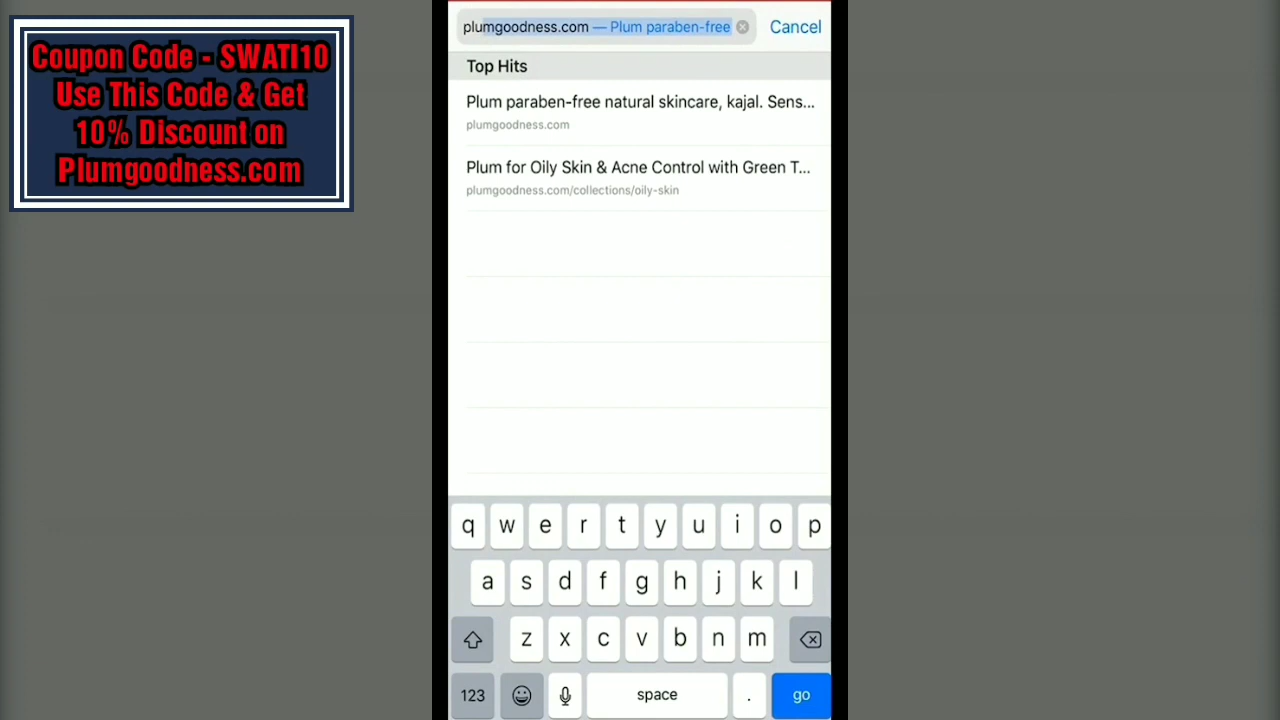 Coupon Code - SWATI10
Use This Code & Get
10% Discount on
Plumgoodness.com
plumgoodness.com — Plum paraben-free
Cancel
Top Hits
Plum paraben-free natural skincare, kajal. Sens...
plumgoodness.com
Plum for Oily Skin & Acne Control with Green T...
plumgoodness.com/collections/oily-skin
q w e r t y u i o p
a s d f g h j k l
z x c v b n m
123 space . go